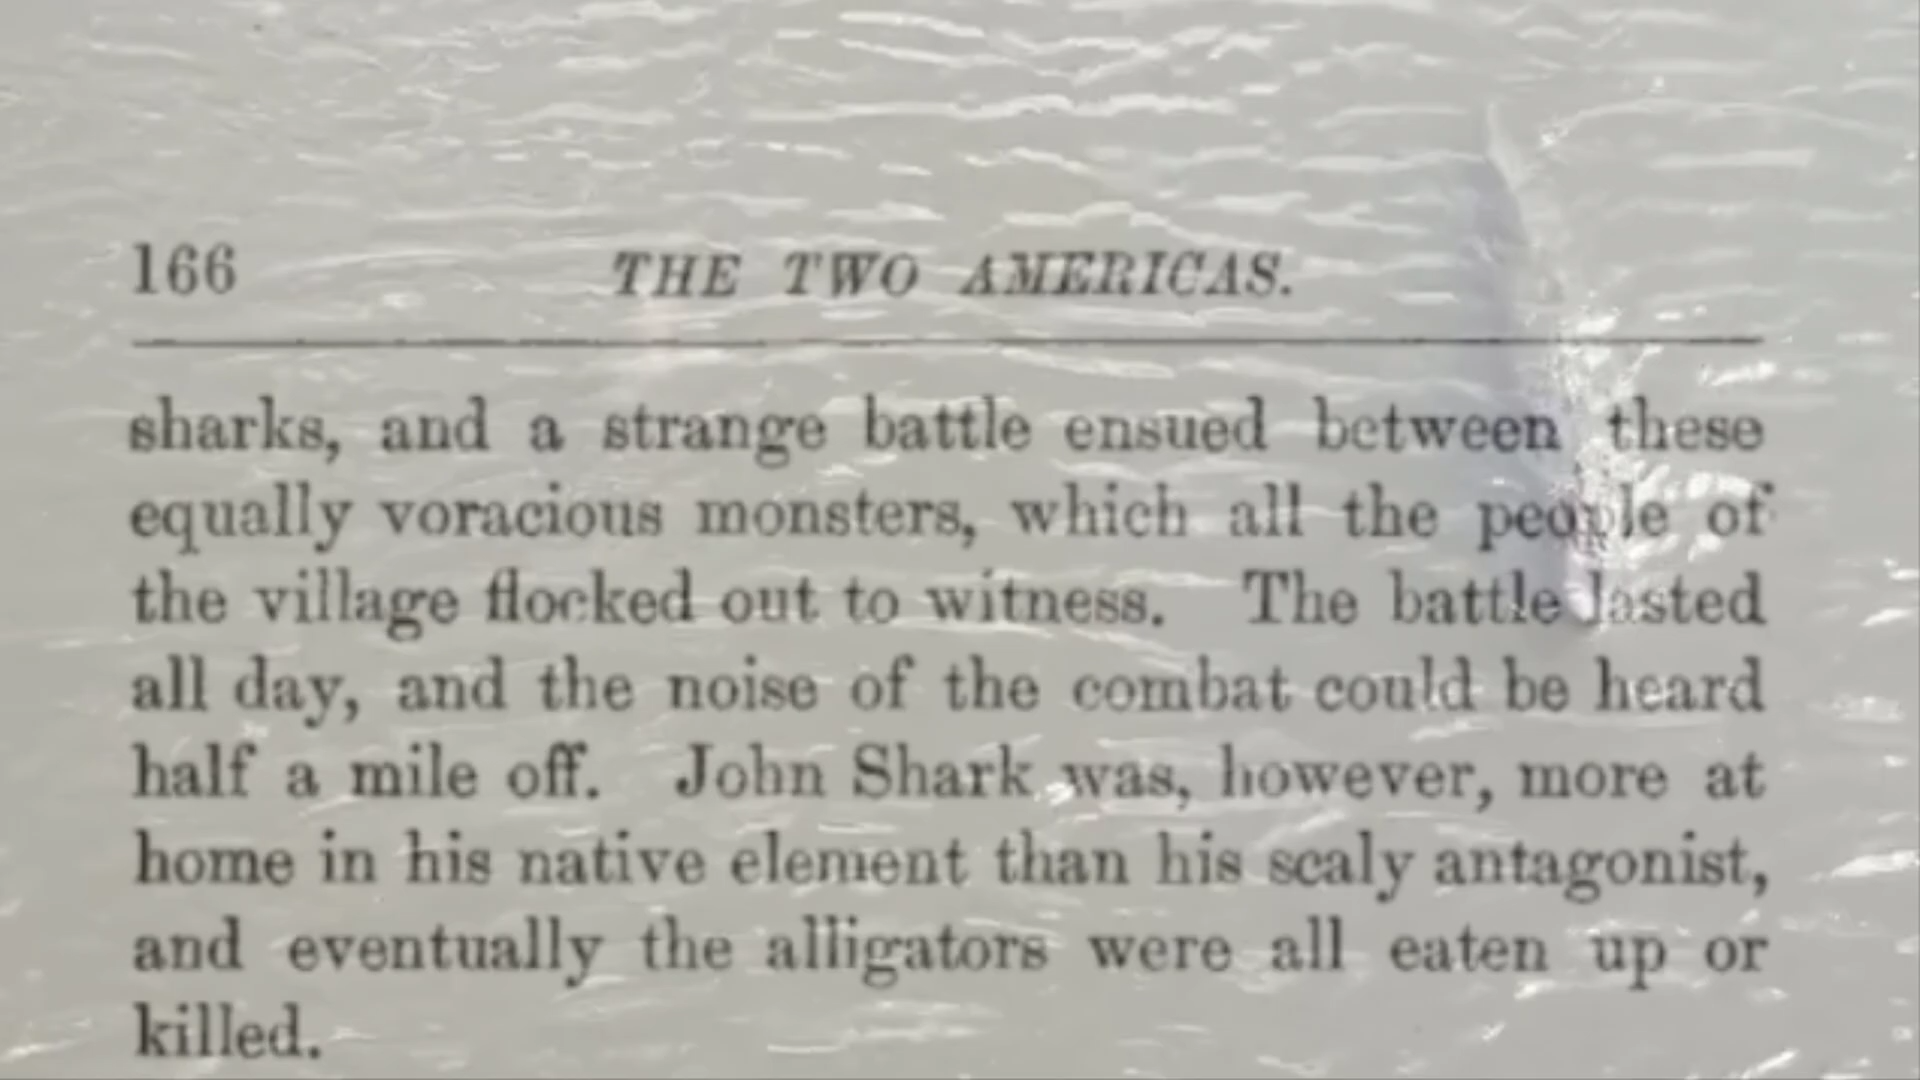 166 THE TWO AMERICAS.
sharks, and a strange battle ensued between these
equally voracious monsters, which all the people of
the village flocked out to witness. The battle lasted
all day, and the noise of the combat could be heard
half a mile off. John Shark was, however, more at
home in his native element than his scaly antagonist,
and eventually the alligators were all eaten up or
killed.